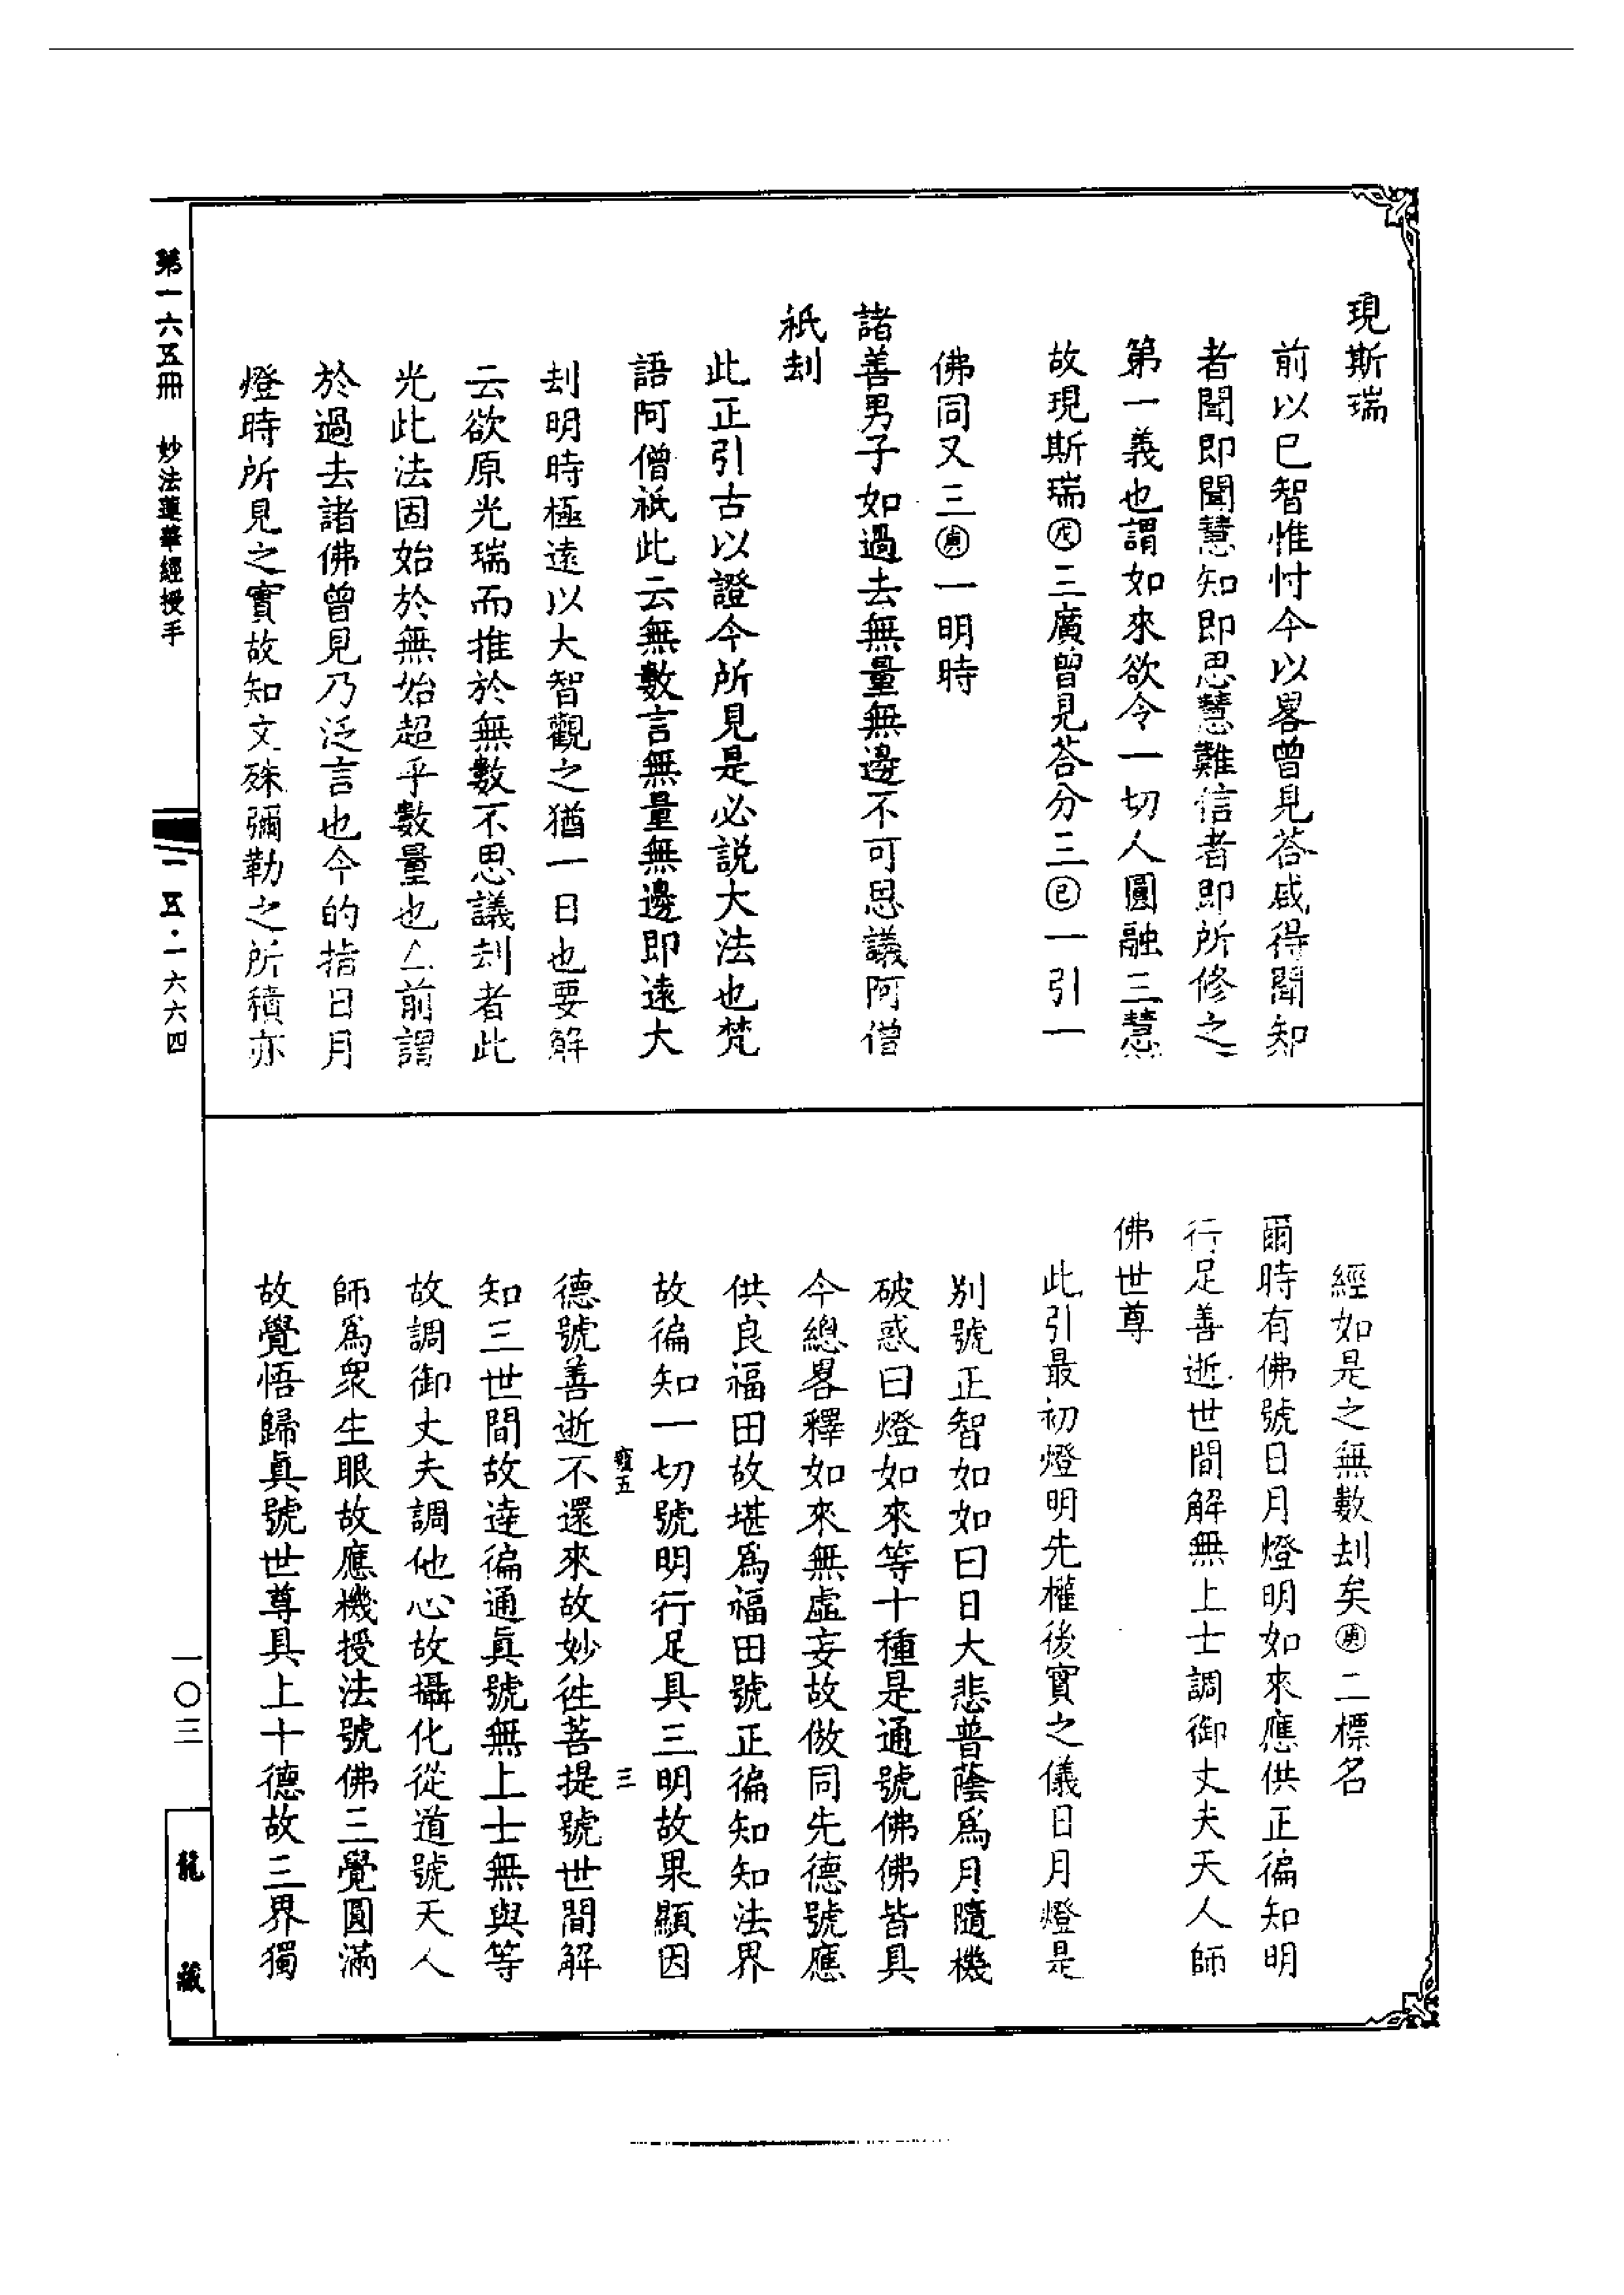 現斯瑞
前以已智惟忖今以畧曾見荅咸得聞知
者聞即聞慧知即思慧難信者即所修之
第一義也謂如來欲令一切人圓融三慧
故現斯瑞㊅三廣曾見荅分三㊁一引一
佛同又三㊄一明時
諸善男子如過去無量無邊不可思議阿僧
祇刦
此正引古以證今所見是必說大法也梵
語阿僧祇此云無數言無量無邊即遠大
刦明時極遠以大智觀之猶一日也要解
云欲原光瑞而推於無數不思議刦者此
光此法固始於無始超乎數量也△前謂
於過去諸佛曾見乃泛言也今的指日月
燈時所見之實故知文殊彌勒之所積亦
經如是之無數刦矣庚二標名
爾時有佛號日月燈明如來應供正徧知明
行足善逝世間解無上士調御丈夫天人師
佛世尊
此引最初燈明先權後實之儀日月燈是
別號正智如如曰日大悲普蔭爲月隨機
破惑曰燈如來等十種是通號佛佛皆具
今總畧釋如來無虛妄故倣同先德號應
供良福田故堪爲福田號正徧知知法界
故徧知一切號明行足具三明故果顯因
德號善逝不還來故妙徃菩提號世間解
知三世間故達徧通眞號無上士無與等
故調御丈夫調他心故攝化從道號天人
師爲衆生眼故應機授法號佛三覺圓滿
故覺悟歸眞號世尊具上十德故三界獨
五
三
第一六五冊　妙法蓮華經授手
一五·一六六四
一〇三
龍藏